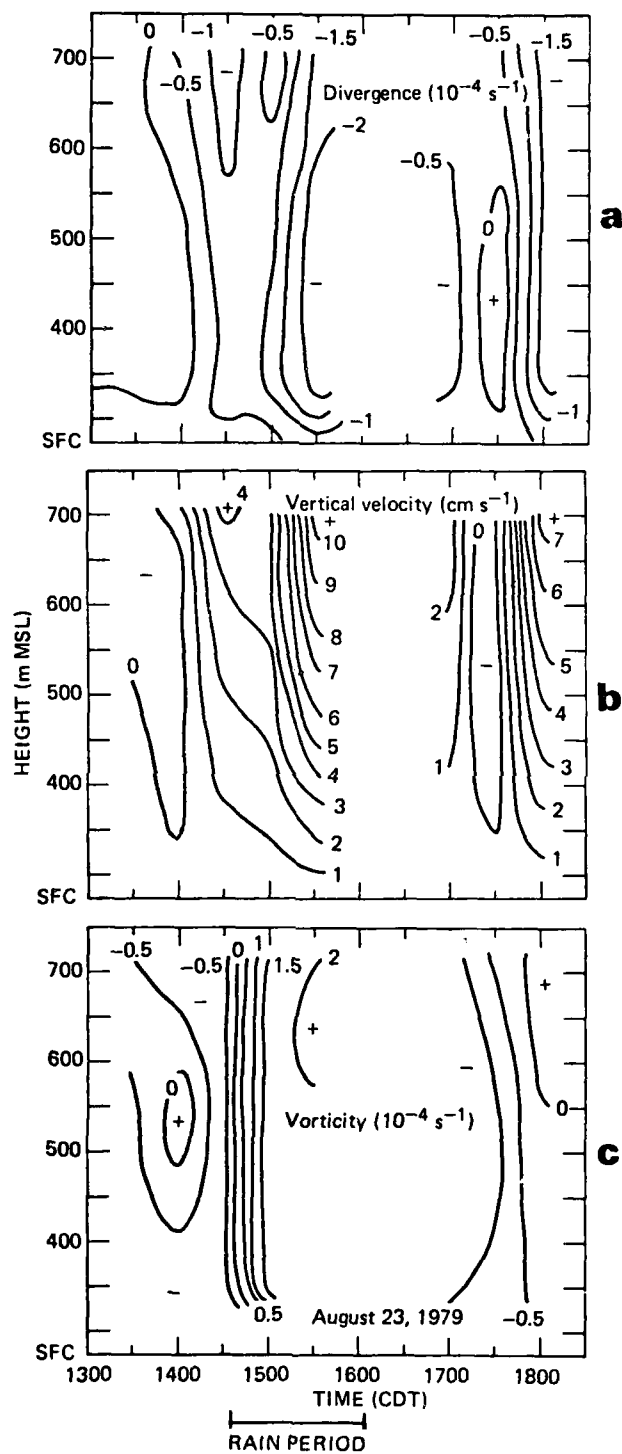 0 -1 -0.5 -1.5 -0.5 -1.5
700
-0.5
Divergence (10⁻⁴ s⁻¹)
-2
600
-0.5
0
500
400
-1 -1
SFC
a
4
700
Vertical velocity (cm s⁻¹)
0
10 7
9 6
600
2
8
0
7 5
500
6 4
5
1 3
4
400
3 2
2
1
1
SFC
b
HEIGHT (m MSL)
-0.5 0 1 2
700
-0.5 1.5
600
0
0
Vorticity (10⁻⁴ s⁻¹)
500
400
0.5
August 23, 1979
-0.5
SFC
c
1300 1400 1500 1600 1700 1800
TIME (CDT)
RAIN PERIOD